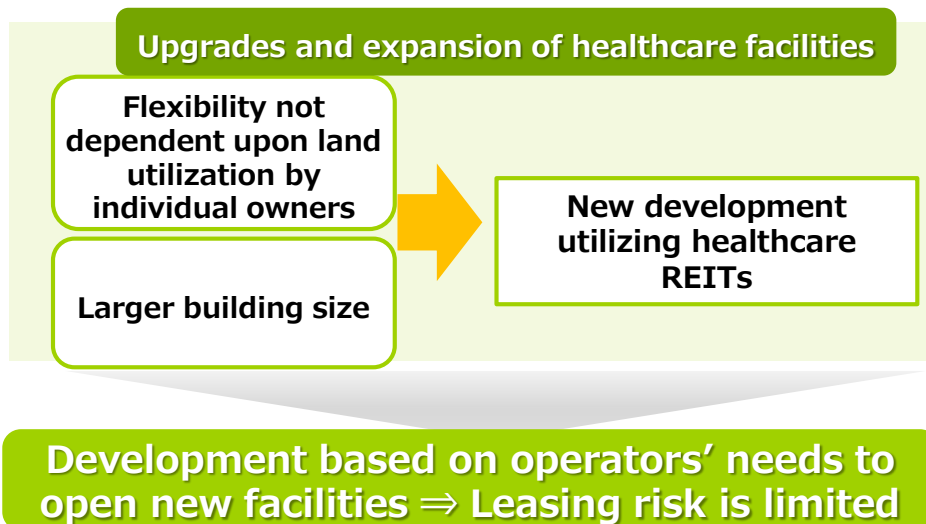 Upgrades and expansion of healthcare facilities
Flexibility not
dependent upon land
utilization by
individual owners
Larger building size
New development
utilizing healthcare
REITs
Development based on operators’ needs to
open new facilities ⇒ Leasing risk is limited